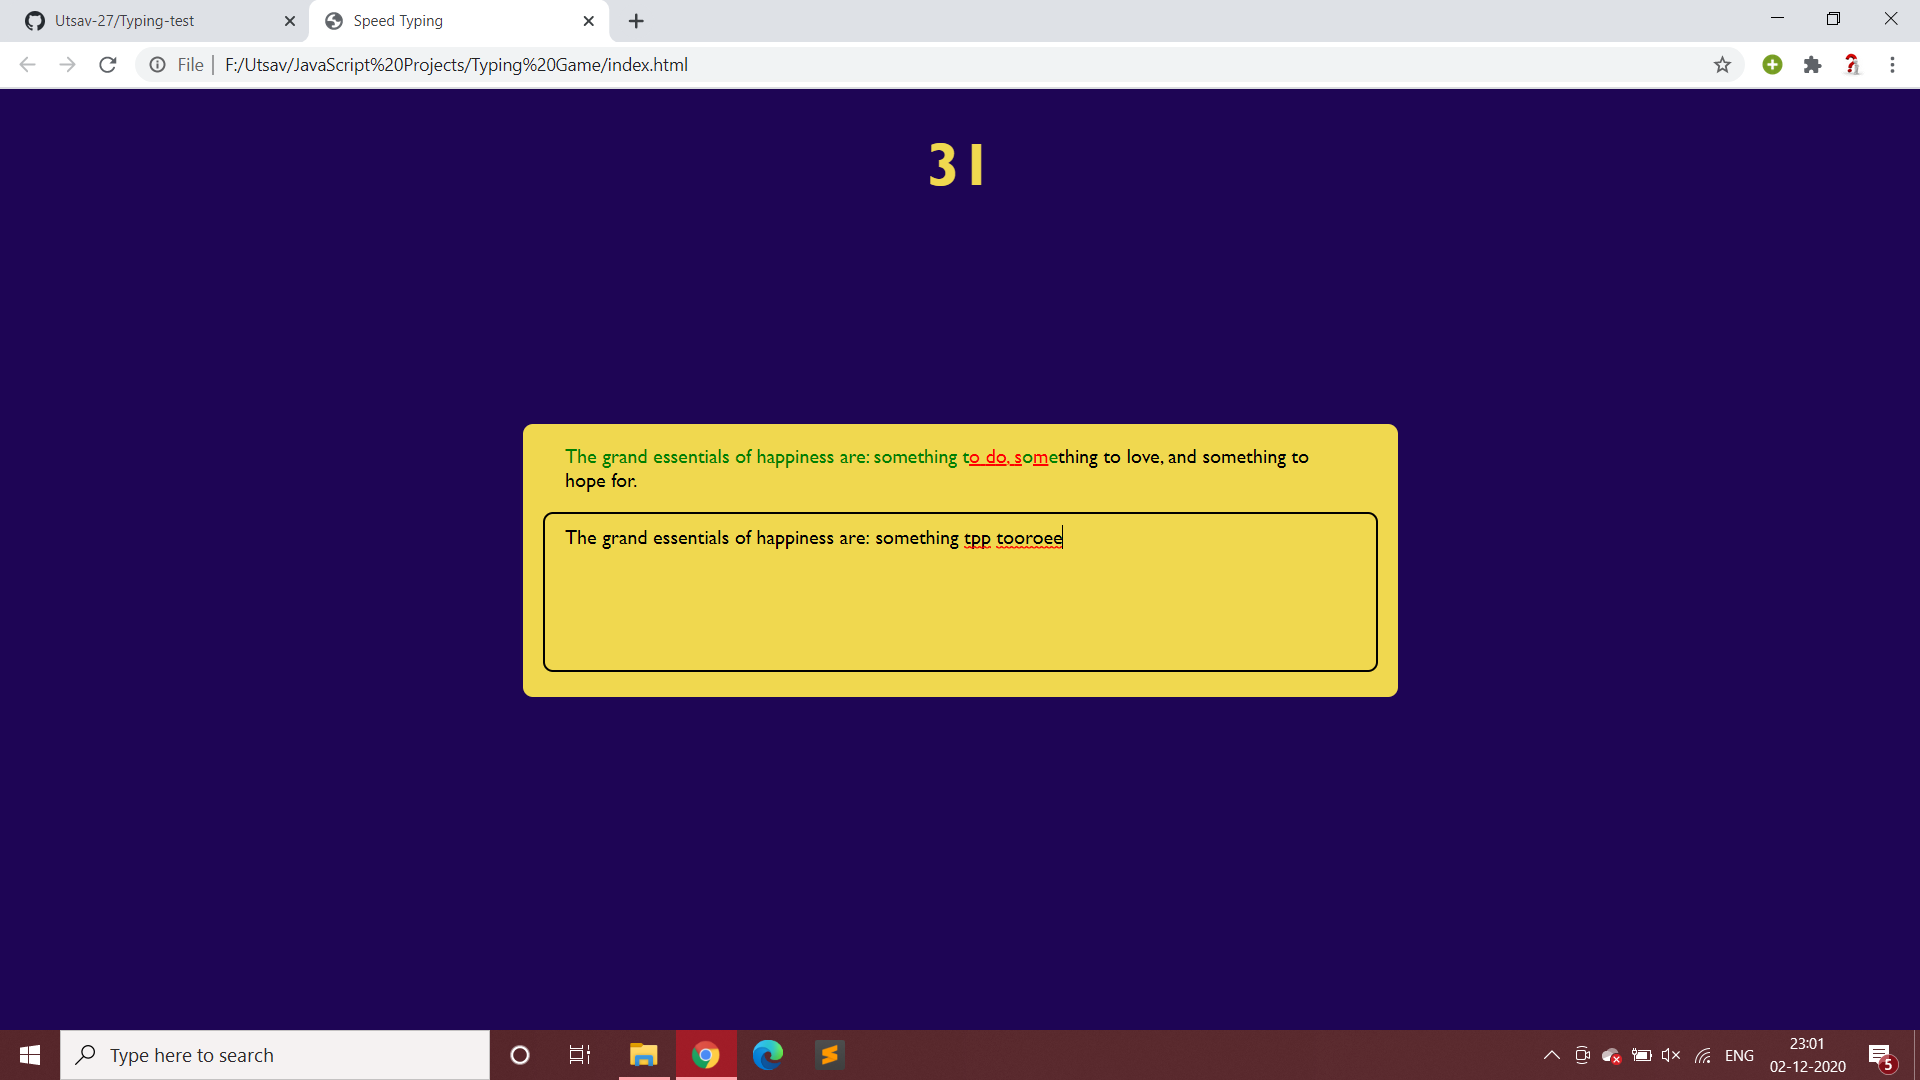 Utsav-27/Typing-test
Speed Typing
File
F:/Utsav/JavaScript%20Projects/Typing%20Game/index.html
31
The grand essentials of happiness are: something to do, something to love, and something to
hope for.
The grand essentials of happiness are: something tpp tooroee
Type here to search
ENG
23:01
02-12-2020
5